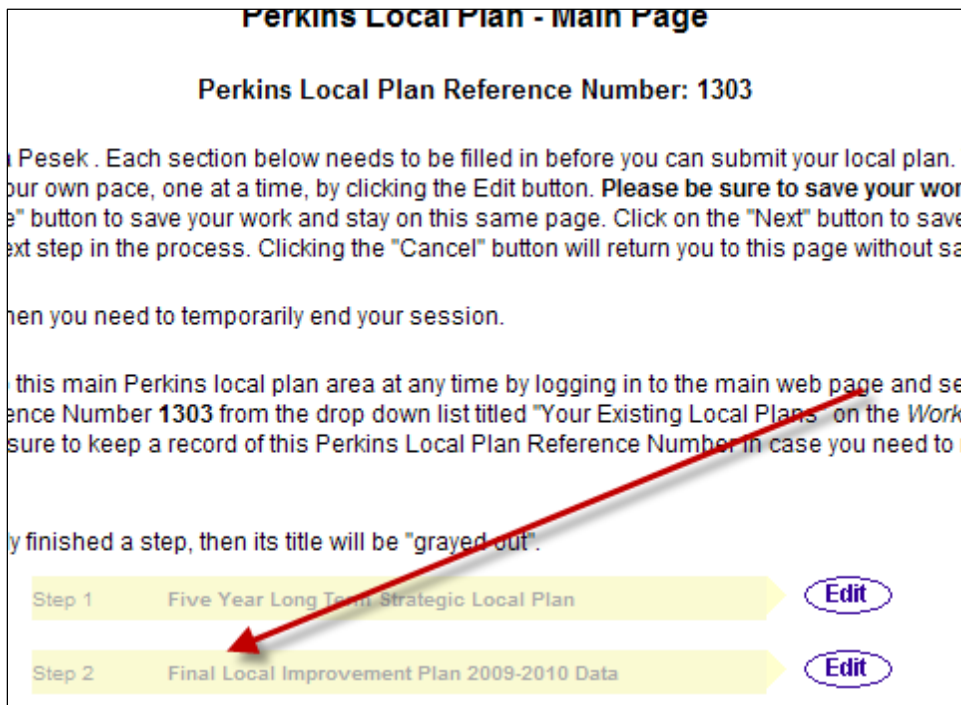 Perkins Local Plan - Main Page
Perkins Local Plan Reference Number: 1303
Pesek . Each section below needs to be filled in before you can submit your local plan.
our own pace, one at a time, by clicking the Edit button. Please be sure to save your wor
e" button to save your work and stay on this same page. Click on the "Next" button to save
ext step in the process. Clicking the "Cancel" button will return you to this page without sa
hen you need to temporarily end your session.
this main Perkins local plan area at any time by logging in to the main web page and se
ence Number 1303 from the drop down list titled "Your Existing Local Plans" on the Work
sure to keep a record of this Perkins Local Plan Reference Number in case you need to
y finished a step, then its title will be "grayed out".
Step 1 Five Year Long Term Strategic Local Plan Edit
Step 2 Final Local Improvement Plan 2009-2010 Data Edit